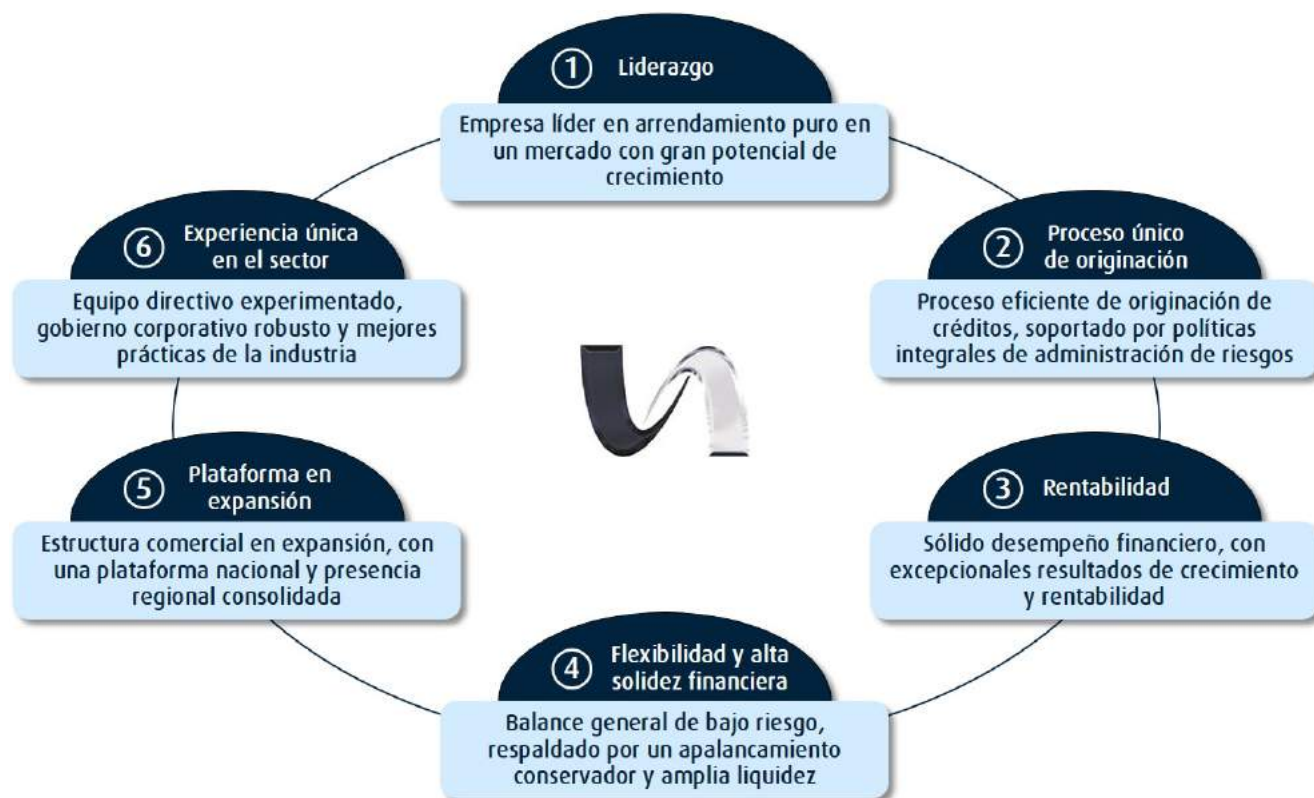 1 Liderazgo
Empresa líder en arrendamiento puro en
un mercado con gran potencial de
crecimiento
2 Proceso único
de originación
Proceso eficiente de originación de
créditos, soportado por políticas
integrales de administración de riesgos
3 Rentabilidad
Sólido desempeño financiero, con
excepcionales resultados de crecimiento
y rentabilidad
4 Flexibilidad y alta
solidez financiera
Balance general de bajo riesgo,
respaldado por un apalancamiento
conservador y amplia liquidez
5 Plataforma en
expansión
Estructura comercial en expansión, con
una plataforma nacional y presencia
regional consolidada
6 Experiencia única
en el sector
Equipo directivo experimentado,
gobierno corporativo robusto y mejores
prácticas de la industria